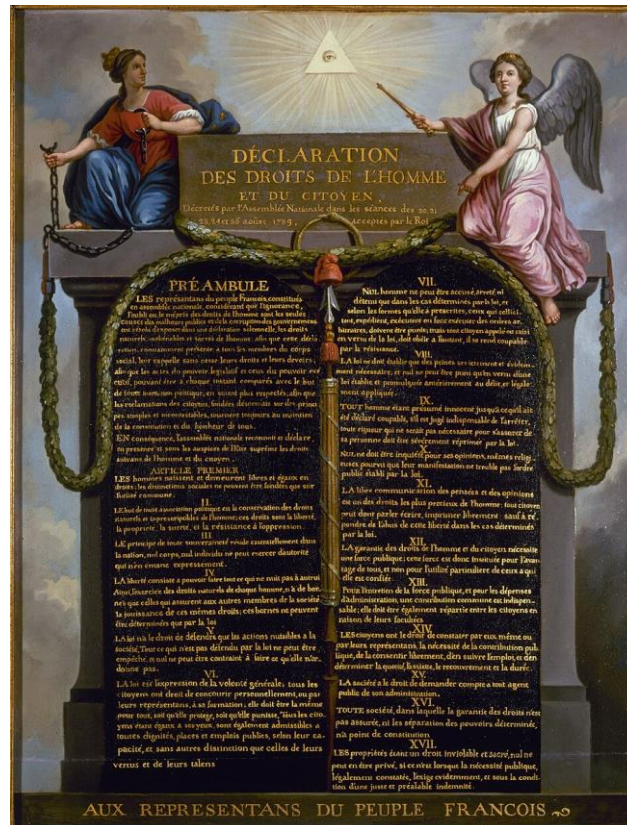 DÉCLARATION
DES DROITS DE L'HOMME
ET DU CITOYEN,
Décretés par l'Assemblée Nationale dans les séances des 20, 21
23, 24 et 26 août 1789, acceptés par le Roi
PRÉAMBULE
LES représentans du peuple François, constitués
en assemblée nationale, considérant que l'ignorance,
l'oubli ou le mépris des droits de l'homme sont les seules
causes des malheurs publics et de la corruption des gouvernemens
ont résolu d'exposer dans une déclaration solemnelle, les droits
naturels, inaliénables et sacrés de l'homme; afin que cette décla
ration, constamment présente a tous les membres du corps
social, leur rappelle sans cesse leurs droits et leurs devoirs;
afin que les actes du pouvoir législatif et ceux du pouvoir exé
cutif, pouvant être a chaque instant comparés avec le but
de toute institution politique, en soient plus respectés; afin que
les réclamations des citoyens, fondées désormais sur des princi
pes simples et incontestables, tournent toujours au maintien
de la constitution et du bonheur de tous.
EN conséquence, l'assemblée nationale reconnoît et déclare,
en presence et sous les auspices de l'Etre suprême les droits
suivans de l'homme et du citoyen.
ARTICLE PREMIER
LES hommes naissent et demeurent libres et égaux en
droits; les distinctions sociales ne peuvent être fondées que sur
l'utilité commune.
II.
LE but de toute association politique est la conservation des droits
naturels et imprescriptibles de l'homme; ces droits sont la liberté,
la propriété, la sureté, et la résistance à l'oppression.
III.
LE principe de toute souveraineté réside essentiellement dans
la nation, nul corps, nul individu ne peut exercer d'autorité
qui n'en émane expressement.
IV
LA liberté consiste a pouvoir faire tout ce qui ne nuit pas à autrui
Ainsi, l'exercice des droits naturels de chaque homme, n'a de bor-
nes que celles qui assurent aux autres membres de la société
la jouissance de ces mêmes droits; ces bornes ne peuvent
être déterminées que par la loi
V.
LA loi n'a le droit de défendre que les actions nuisibles a la
société. Tout ce qui n'est pas défendu par la loi ne peut être
empêché, et nul ne peut être contraint à faire ce qu'elle n'or-
donne pas.
VI.
LA loi est l'expression de la volonté générale; tous les
citoyens ont droit de concourir personnellement, ou par
leurs représentans, à sa formation; elle doit être la même
pour tous, soit qu'elle protege, soit qu'elle punisse, Tous les cito
yens étant égaux a ses yeux, sont également admissibles a
toutes dignités, places et emplois publics, selon leur ca-
pacité, et sans autres distinction que celles de leurs
vertus et de leurs talens.
VII.
NUL homme ne peut être accusé, arreté, ni
détenu que dans les cas déterminés par la loi, et
selon les formes qu'elle a prescrites, ceux qui sollici-
tent, expédient, exécutent ou font exécuter des ordres ar-
bitraires, doivent être punis; mais tout citoyen appelé ou saisi
en vertu de la loi, doit obéir a l'instant, il se rend coupable
par la résistance.
VIII.
LA loi ne doit établir que des peines strictement et évidem-
ment nécessaire, et nul ne peut être puni qu'en vertu d'une
loi établie et promulguée antérieurement au délit, et légale-
ment appliquée.
IX.
TOUT homme étant présumé innocent jusqu'à ce qu'il ait
été déclaré coupable, s'il est jugé indispensable de l'arrêter,
toute rigueur qui ne serait pas nécessaire pour s'assurer de
sa personne doit être sévèrement réprimée par la loi.
X.
NUL ne doit être inquiété pour ses opinions, mêmes religi
euses pourvu que leur manifestation ne trouble pas l'ordre
public établi par la loi.
XI.
LA libre communication des pensées et des opinions
est un des droits les plus precieux de l'homme; tout citoyen
peut donc parler écrire, imprimer librement; sauf à ré-
pondre de l'abus de cette liberté dans les cas déterminés
par la loi.
XII.
LA garantie des droits de l'homme et du citoyen nécessite
une force publique; cette force est donc instituée pour l'avan-
tage de tous, et non pour l'utilité particuliere de ceux a qui
elle est confiée.
XIII.
Pour l'entretien de la force publique, et pour les dépenses
d'administration, une contribution commune est indispen-
sable; elle doit être également répartie entre les citoyens en
raison de leurs facultées
XIV.
LES citoyens ont le droit de constater par eux même ou
par leurs représentans, la nécessité de la contribution pub-
lique, de la consentir librement, d'en suivre l'emploi, et d'en
déterminer la quotité, l'assiette, le recouvrement et la durée.
XV.
LA société a le droit de demander compte a tout agent
public de son administration.
XVI.
TOUTE société, dans laquelle la garantie des droits n'est
pas assurée, ni la séparation des pouvoirs déterminée,
n'a point de constitution
XVII.
LES propriétés étant un droit inviolable et sacré, nul ne
peut en être privé, si ce n'est lorsque la nécessité publique,
légalement constatée, l'exige evidemment, et sous la condi-
tion d'une juste et préalable indemnité.
AUX REPRESENTANS DU PEUPLE FRANCOIS